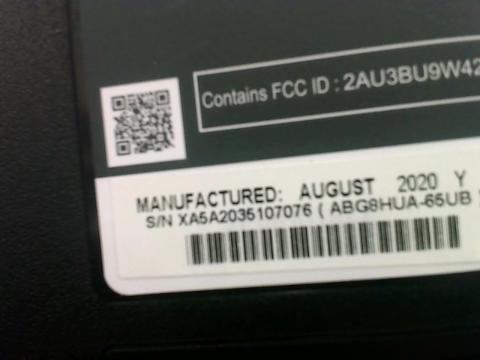 Contains FCC ID : 2AU3BU9W42
MANUFACTURED: AUGUST 2020 Y
S/N XA5A2035107076 ( ABG8HUA-65UB )